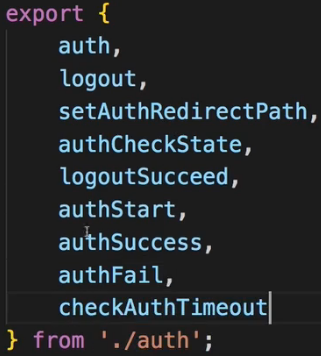 export {
    auth,
    logout,
    setAuthRedirectPath,
    authCheckState,
    logoutSucceed,
    authStart,
    authSuccess,
    authFail,
    checkAuthTimeout
} from './auth';